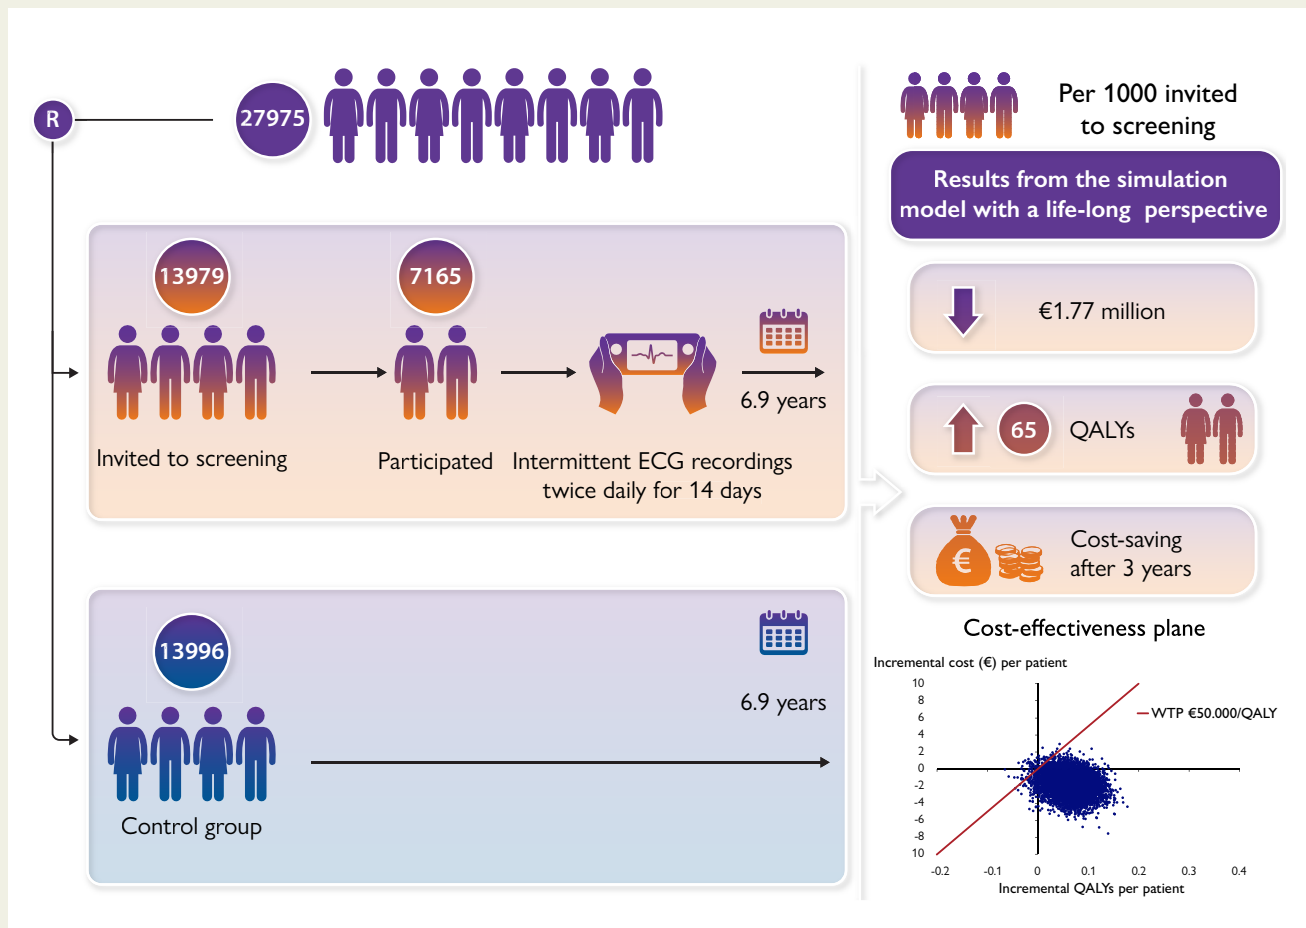 R
27975
13979
7165
6.9 years
Invited to screening
Participated
Intermittent ECG recordings
twice daily for 14 days
13996
6.9 years
Control group
Per 1000 invited
to screening
Results from the simulation
model with a life-long perspective
€1.77 million
65 QALYs
€
Cost-saving
after 3 years
Cost-effectiveness plane
Incremental cost (€) per patient
10
8
6
4
2
0
-2
-4
-6
-8
10
WTP €50.000/QALY
-0.2 -0.1 0 0.1 0.2 0.3 0.4
Incremental QALYs per patient